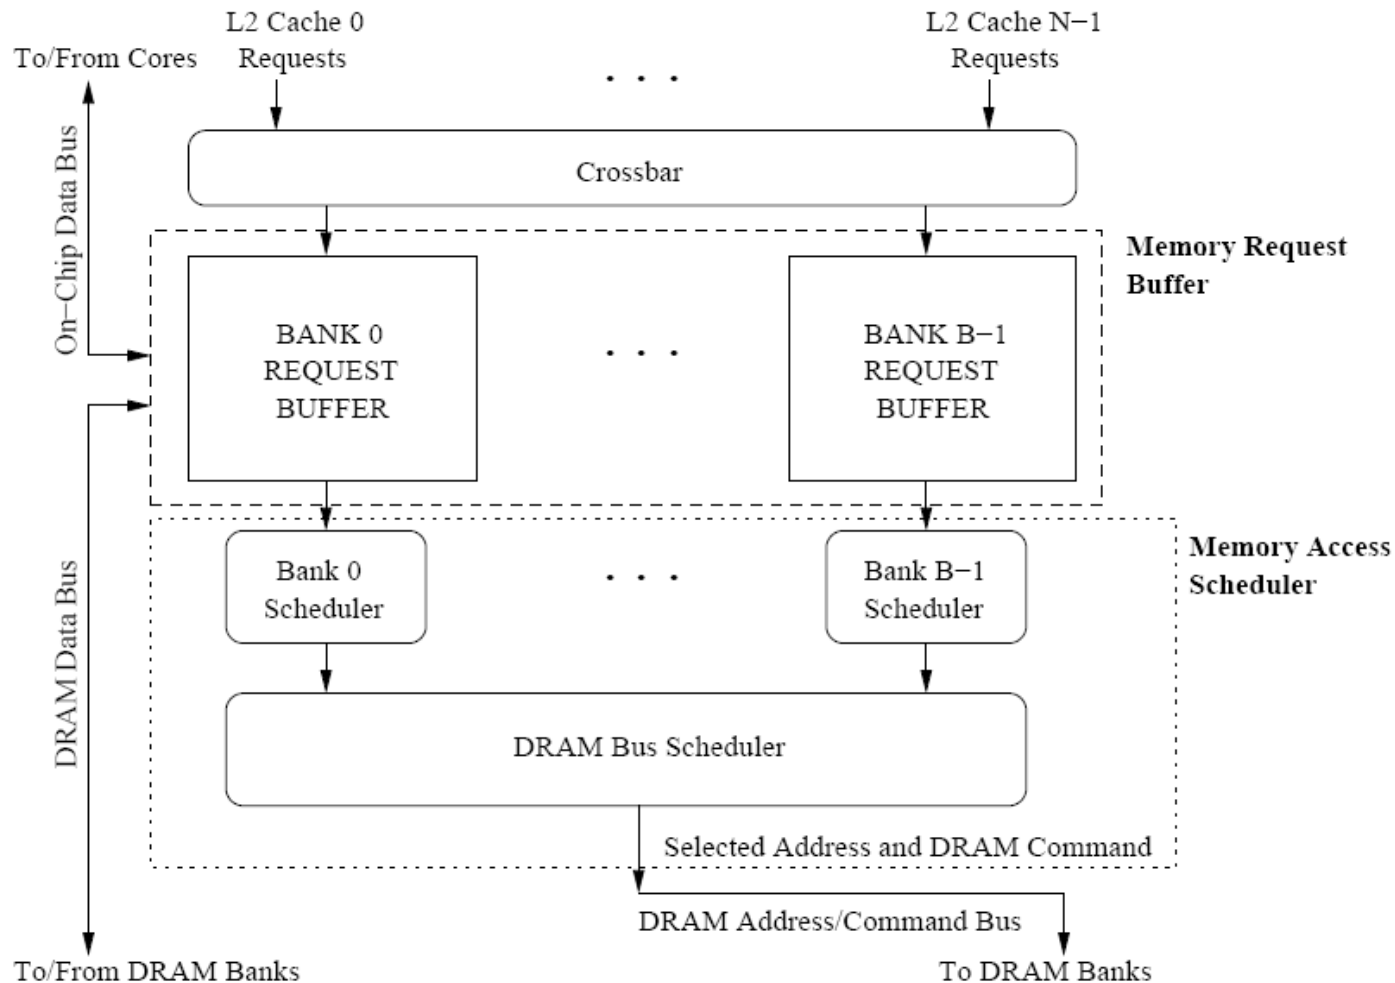 L2 Cache 0
Requests
L2 Cache N−1
Requests
To/From Cores
. . .
On−Chip Data Bus
Crossbar
Memory Request
Buffer
BANK 0
REQUEST
BUFFER
. . .
BANK B−1
REQUEST
BUFFER
Memory Access
Scheduler
Bank 0
Scheduler
. . .
Bank B−1
Scheduler
DRAM Data Bus
DRAM Bus Scheduler
Selected Address and DRAM Command
DRAM Address/Command Bus
To/From DRAM Banks
To DRAM Banks